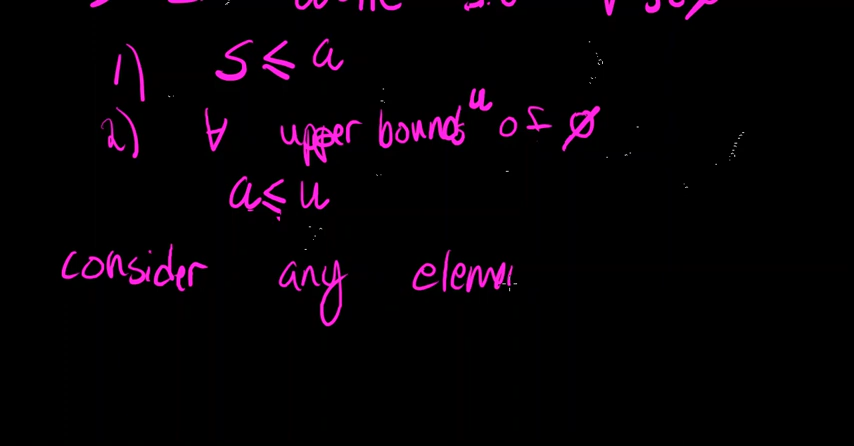 1) S ≤ a
2) ∀ upper bounds u of ∅
a ≤ u
consider any elem